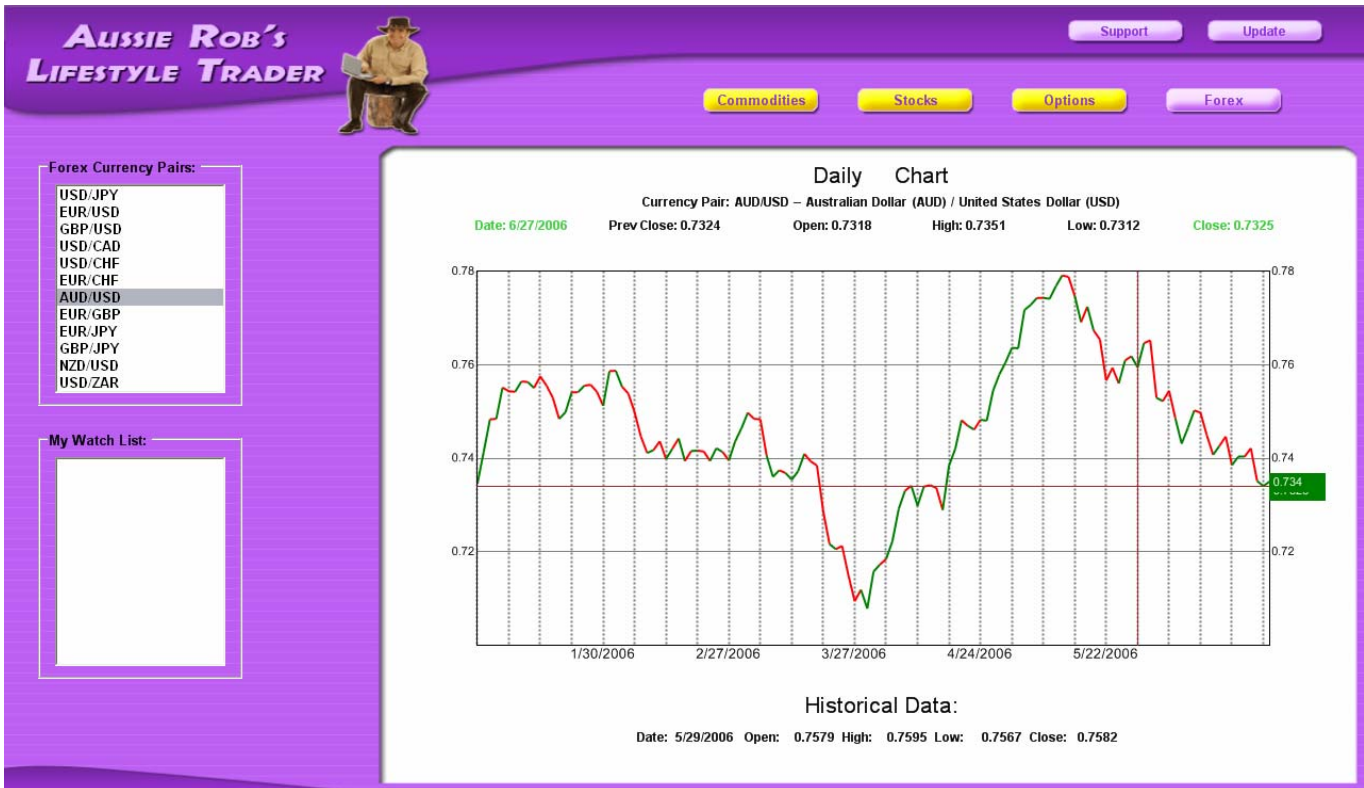 AUSSIE ROB'S
LIFESTYLE TRADER
Support
Update
Commodities
Stocks
Options
Forex
Forex Currency Pairs:
USD/JPY
EUR/USD
GBP/USD
USD/CAD
USD/CHF
EUR/CHF
AUD/USD
EUR/GBP
EUR/JPY
GBP/JPY
NZD/USD
USD/ZAR
My Watch List:
Daily Chart
Currency Pair: AUD/USD – Australian Dollar (AUD) / United States Dollar (USD)
Date: 6/27/2006 Prev Close: 0.7324 Open: 0.7318 High: 0.7351 Low: 0.7312 Close: 0.7325
0.78 0.78
0.76 0.76
0.74 0.74
0.734
0.72 0.72
1/30/2006 2/27/2006 3/27/2006 4/24/2006 5/22/2006
Historical Data:
Date: 5/29/2006 Open: 0.7579 High: 0.7595 Low: 0.7567 Close: 0.7582